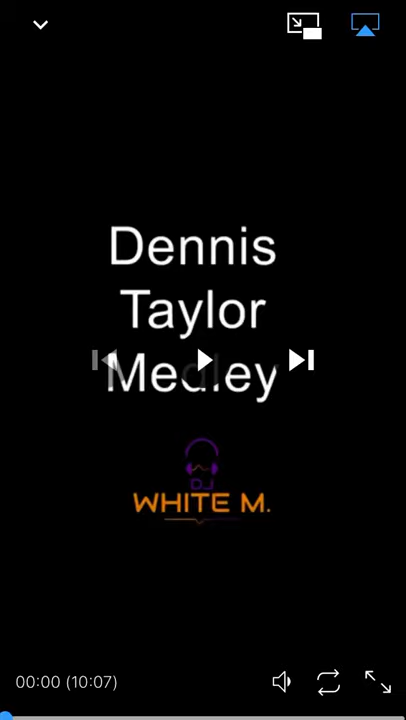 Dennis
Taylor
Medley
DJ
WHITE M.
00:00 (10:07)